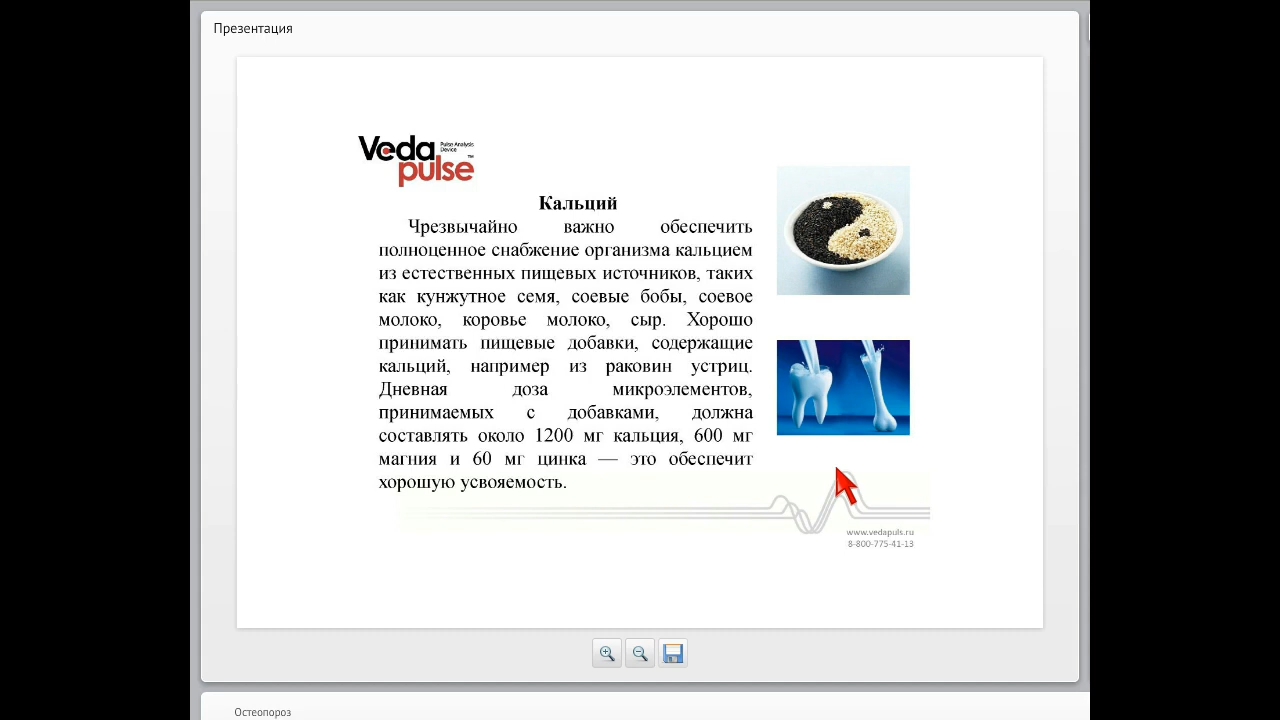 Презентация
Veda Pulse Analysis Device
pulse ™
Кальций
Чрезвычайно важно обеспечить
полноценное снабжение организма кальцием
из естественных пищевых источников, таких
как кунжутное семя, соевые бобы, соевое
молоко, коровье молоко, сыр. Хорошо
принимать пищевые добавки, содержащие
кальций, например из раковин устриц.
Дневная доза микроэлементов,
принимаемых с добавками, должна
составлять около 1200 мг кальция, 600 мг
магния и 60 мг цинка — это обеспечит
хорошую усвояемость.
www.vedapuls.ru
8-800-775-41-13
Остеопороз